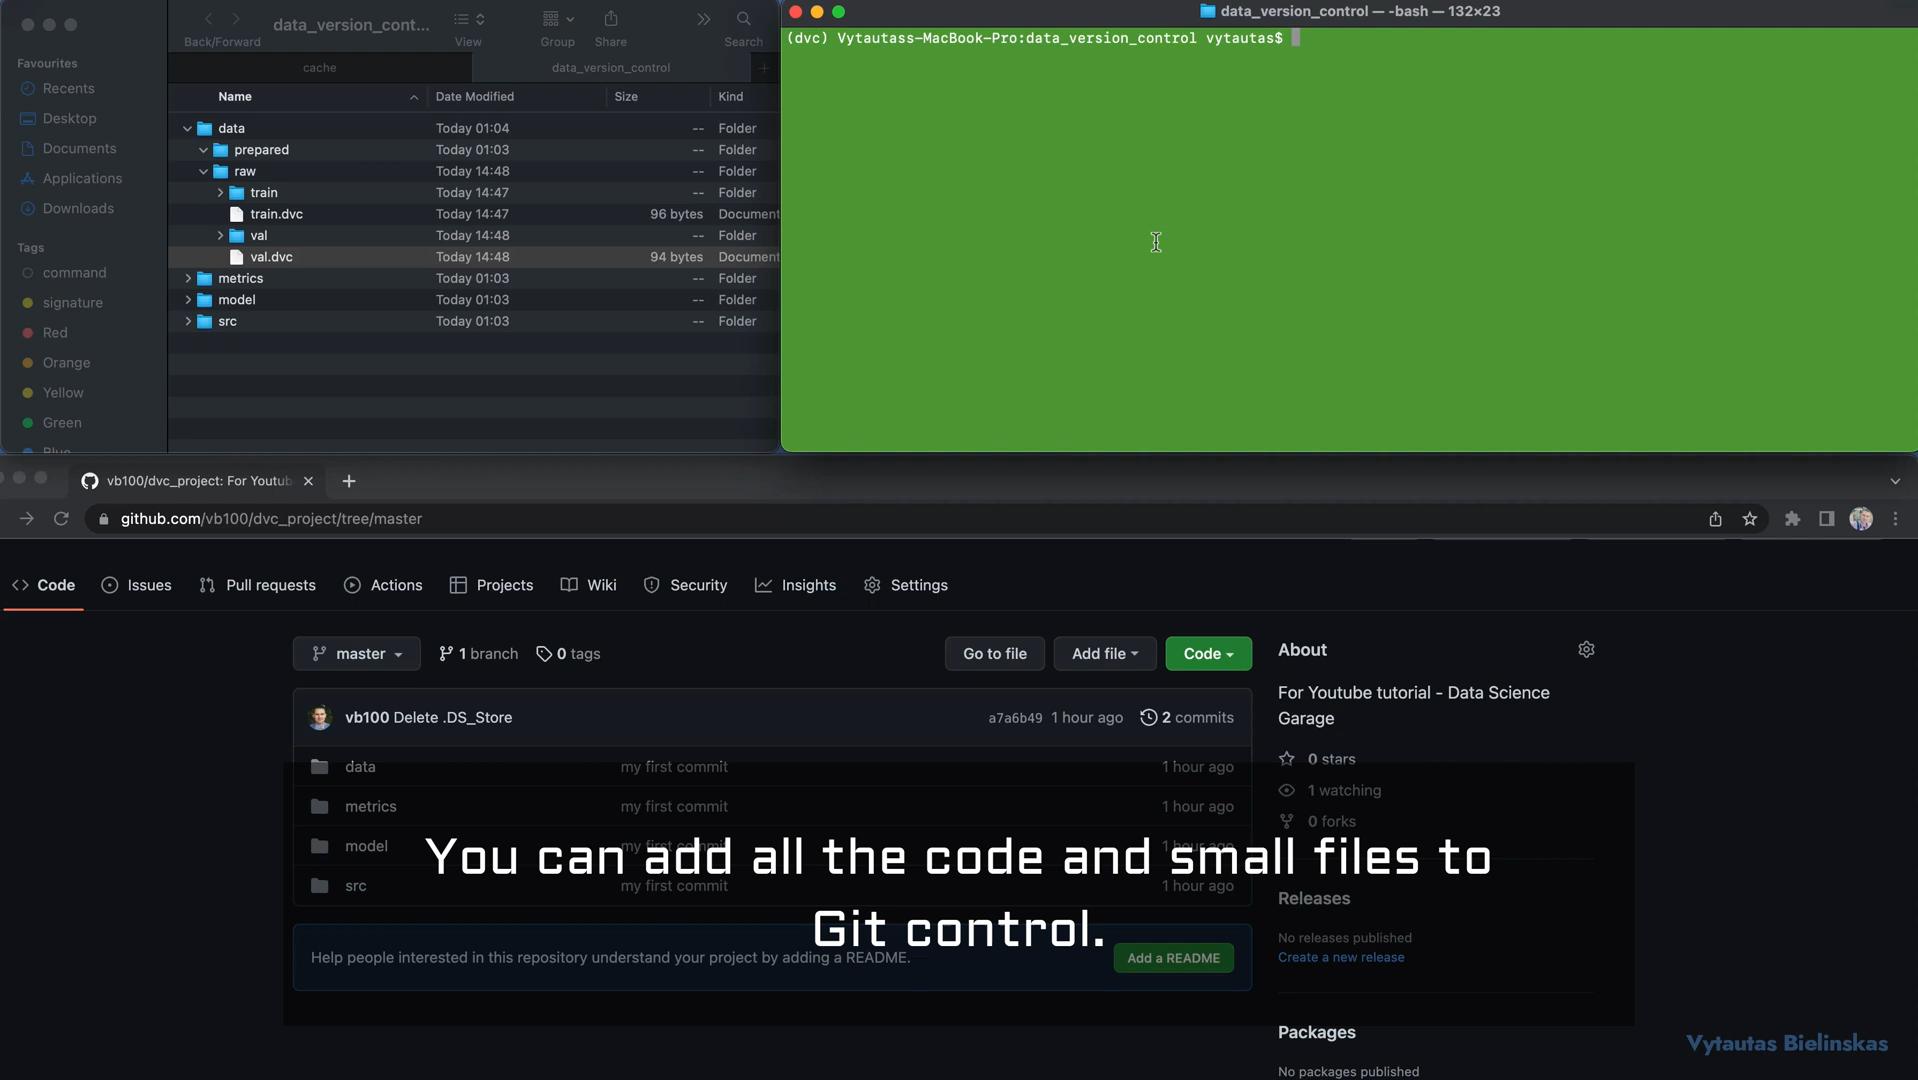 data_version_cont...
Back/Forward
View
Group
Share
Search
cache
data_version_control
Favourites
Recents
Desktop
Documents
Applications
Downloads
Tags
command
signature
Red
Orange
Yellow
Green
Blue
Name
Date Modified
Size
Kind
data Today 01:04 -- Folder
prepared Today 01:03 -- Folder
raw Today 14:48 -- Folder
train Today 14:47 -- Folder
train.dvc Today 14:47 96 bytes Document
val Today 14:48 -- Folder
val.dvc Today 14:48 94 bytes Document
metrics Today 01:03 -- Folder
model Today 01:03 -- Folder
src Today 01:03 -- Folder
data_version_control — -bash — 132×23
(dvc) Vytautass-MacBook-Pro:data_version_control vytautas$
vb100/dvc_project: For Youtub
github.com/vb100/dvc_project/tree/master
Code
Issues
Pull requests
Actions
Projects
Wiki
Security
Insights
Settings
master
1 branch
0 tags
Go to file
Add file
Code
vb100 Delete .DS_Store a7a6b49 1 hour ago 2 commits
data my first commit 1 hour ago
metrics my first commit 1 hour ago
model my first commit 1 hour ago
src my first commit 1 hour ago
Help people interested in this repository understand your project by adding a README.
Add a README
About
For Youtube tutorial - Data Science
Garage
0 stars
1 watching
0 forks
Releases
No releases published
Create a new release
Packages
No packages published
You can add all the code and small files to
Git control.
Vytautas Bielinskas